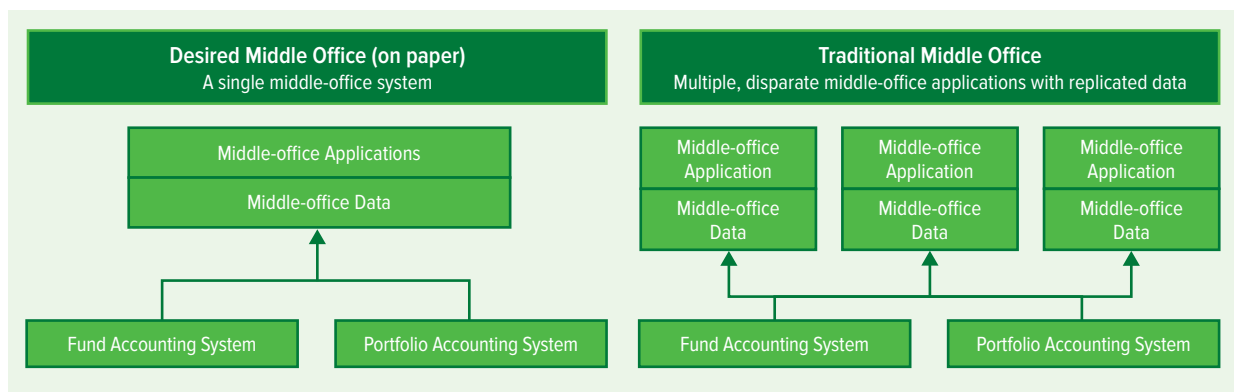 Desired Middle Office (on paper)
A single middle-office system
Middle-office Applications
Middle-office Data
Fund Accounting System
Portfolio Accounting System
Traditional Middle Office
Multiple, disparate middle-office applications with replicated data
Middle-office
Application
Middle-office
Data
Middle-office
Application
Middle-office
Data
Middle-office
Application
Middle-office
Data
Fund Accounting System
Portfolio Accounting System